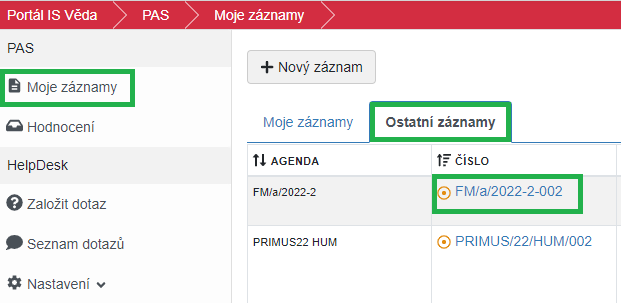 Portál IS Věda PAS Moje záznamy
PAS
Moje záznamy
Hodnocení
HelpDesk
Založit dotaz
Seznam dotazů
Nastavení
Nový záznam
Moje záznamy Ostatní záznamy
AGENDA ČÍSLO
FM/a/2022-2 FM/a/2022-2-002
PRIMUS22 HUM PRIMUS/22/HUM/002